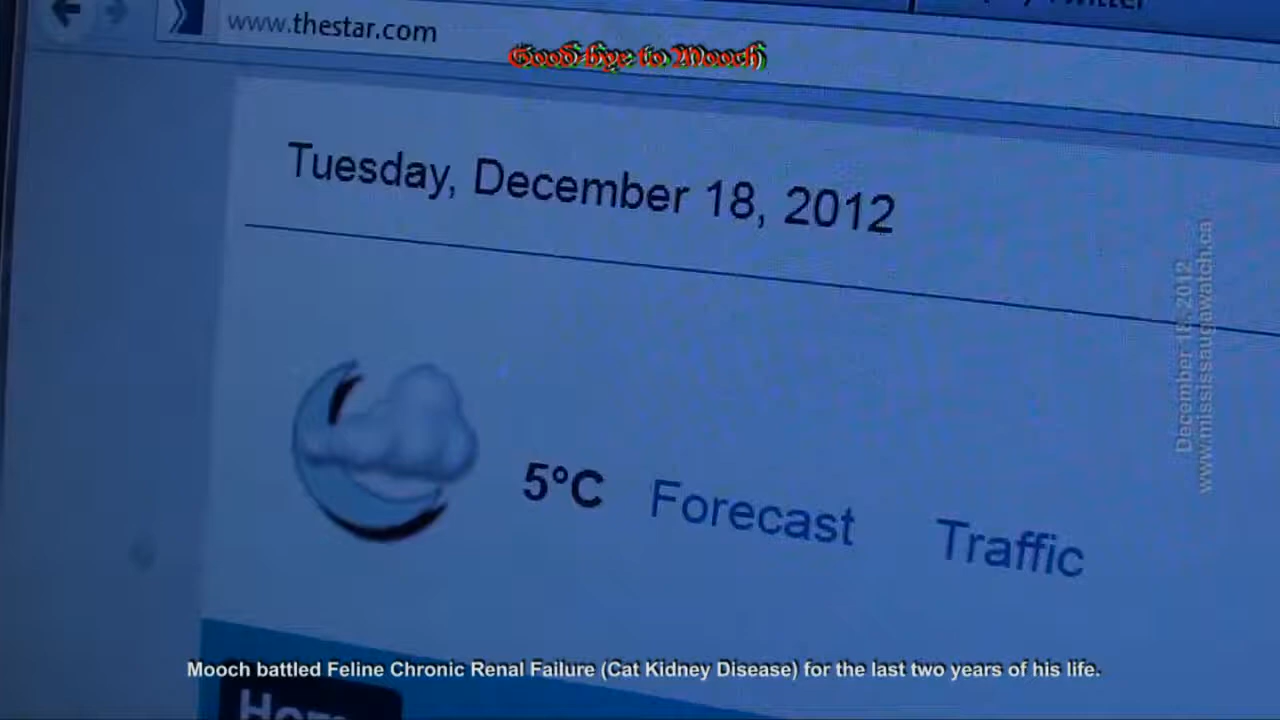 www.thestar.com
Good-bye to Mooch
Tuesday, December 18, 2012
December 18, 2012
www.mississaugawatch.ca
5°C Forecast Traffic
Mooch battled Feline Chronic Renal Failure (Cat Kidney Disease) for the last two years of his life.